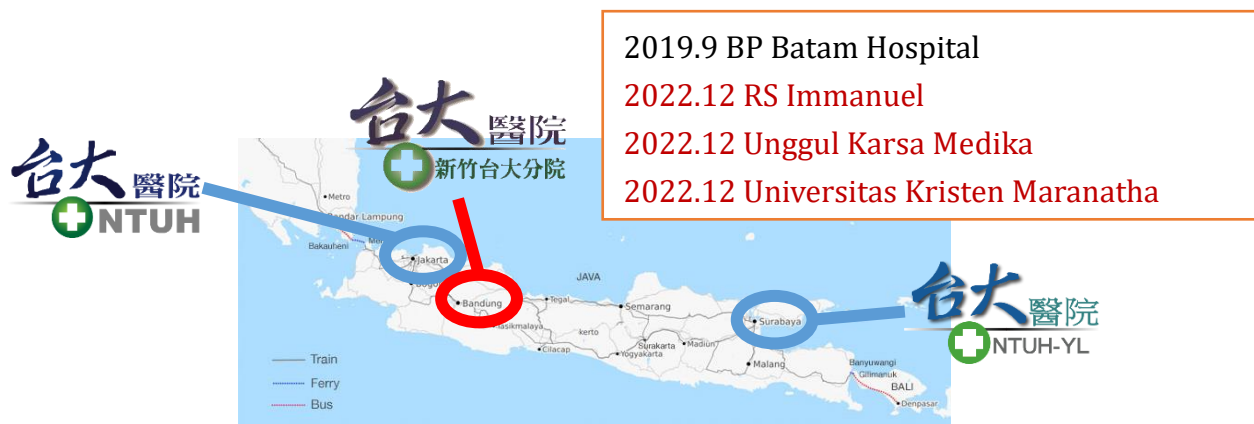 2019.9 BP Batam Hospital
2022.12 RS Immanuel
2022.12 Unggul Karsa Medika
2022.12 Universitas Kristen Maranatha
台大醫院
新竹台大分院
台大醫院
NTUH
Metro
Bandar Lampung
Bakauheni
Jakarta
JAVA
Bandung
Tegal
Semarang
Surabaya
台大醫院
NTUH-YL
kerto
Cilacap
Surakarta
Yogyakarta
Madiun
Malang
Banyuwangi
Gilimanuk
BALI
Denpasar
Train
Ferry
Bus